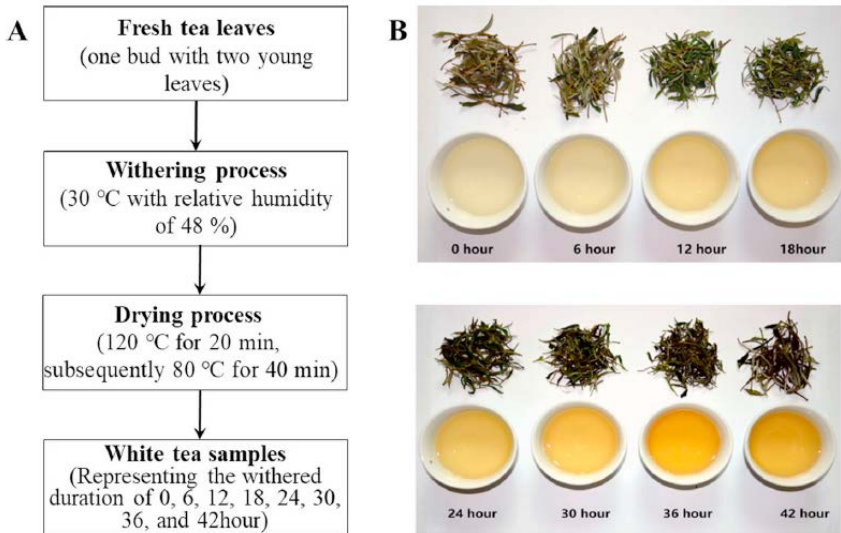 A
Fresh tea leaves
(one bud with two young
leaves)
Withering process
(30 ℃ with relative humidity
of 48 %)
Drying process
(120 ℃ for 20 min,
subsequently 80 ℃ for 40 min)
White tea samples
(Representing the withered
duration of 0, 6, 12, 18, 24, 30,
36, and 42hour)
B
0 hour
6 hour
12 hour
18hour
24 hour
30 hour
36 hour
42 hour